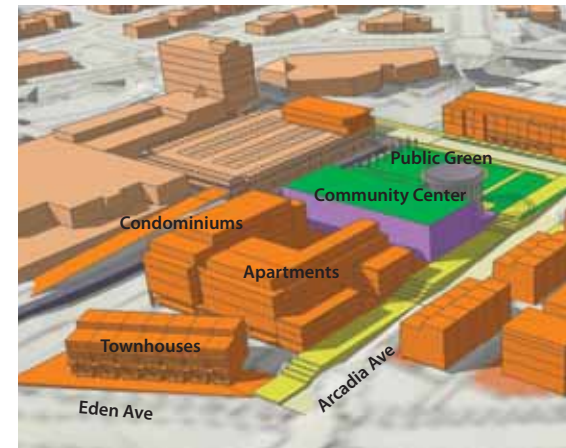 Public Green
Community Center
Condominiums
Apartments
Townhouses
Arcadia Ave
Eden Ave